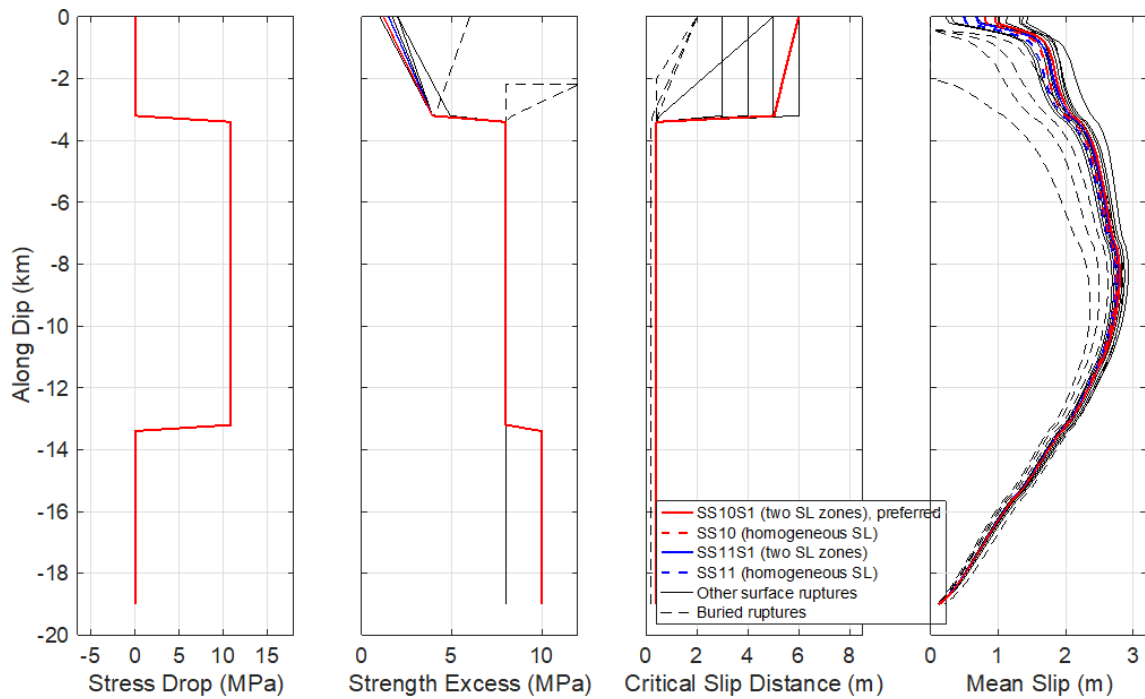 0
-2
-4
-6
-8
-10
-12
-14
-16
-18
-20
Along Dip (km)
-5 0 5 10 15
Stress Drop (MPa)
0 5 10
Strength Excess (MPa)
0 2 4 6 8
Critical Slip Distance (m)
0 1 2 3
Mean Slip (m)
SS10S1 (two SL zones), preferred
SS10 (homogeneous SL)
SS11S1 (two SL zones)
SS11 (homogeneous SL)
Other surface ruptures
Buried ruptures